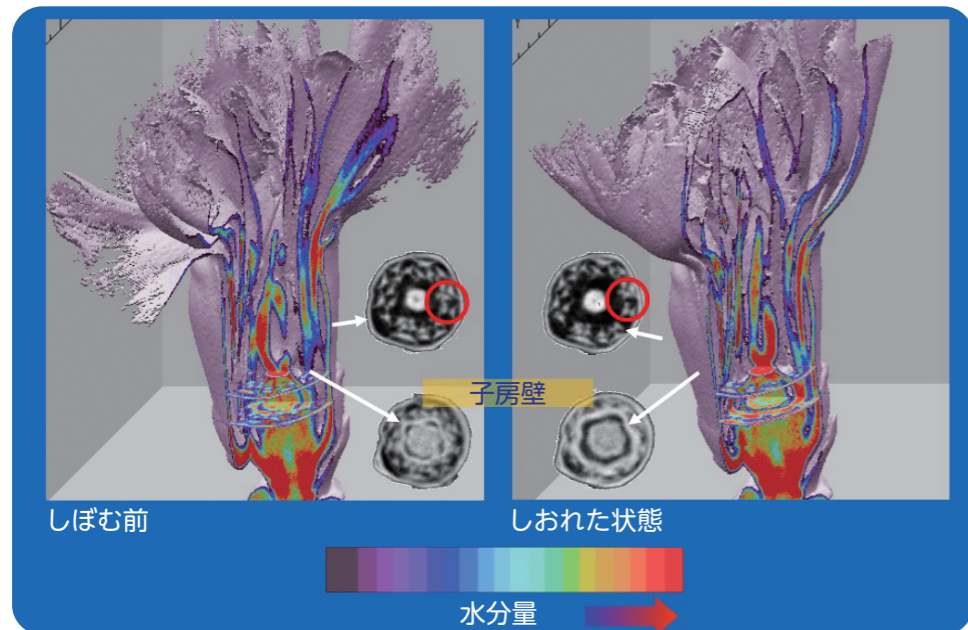 子房壁
しぼむ前
しおれた状態
水分量